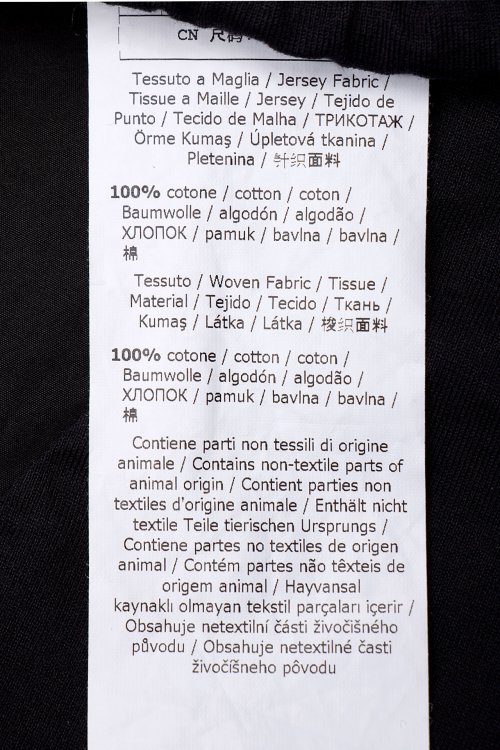 CN 尺码:
Tessuto a Maglia / Jersey Fabric /
Tissue a Maille / Jersey / Tejido de
Punto / Tecido de Malha / ТРИКОТАЖ /
Örme Kumaş / Úpletová tkanina /
Pletenina / 针织面料
100% cotone / cotton / coton /
Baumwolle / algodón / algodão /
ХЛОПОК / pamuk / bavlna / bavlna /
棉
Tessuto / Woven Fabric / Tissue /
Material / Tejido / Tecido / Ткань /
Kumaş / Látka / Látka / 梭织面料
100% cotone / cotton / coton /
Baumwolle / algodón / algodão /
ХЛОПОК / pamuk / bavlna / bavlna /
棉
Contiene parti non tessili di origine
animale / Contains non-textile parts of
animal origin / Contient parties non
textiles d'origine animale / Enthält nicht
textile Teile tierischen Ursprungs /
Contiene partes no textiles de origen
animal / Contém partes não têxteis de
origem animal / Hayvansal
kaynaklı olmayan tekstil parçaları içerir /
Obsahuje netextilní části živočišného
původu / Obsahuje netextilné časti
živočíšneho pôvodu